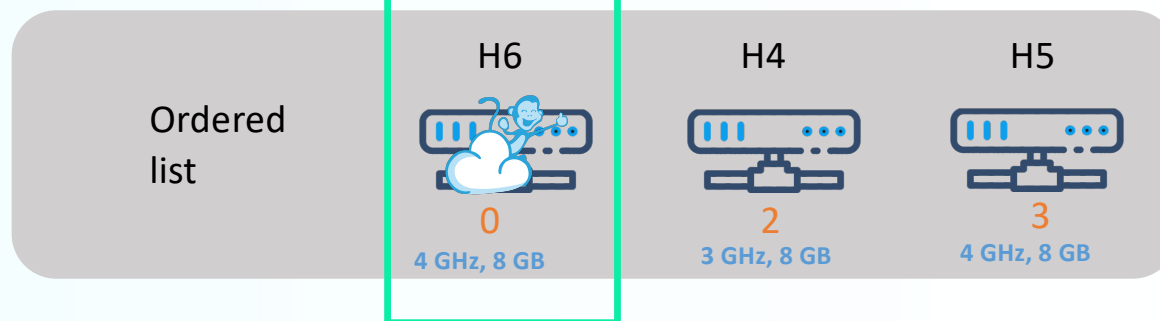 Ordered
list
H6
H4
H5
0
2
3
4 GHz, 8 GB
3 GHz, 8 GB
4 GHz, 8 GB